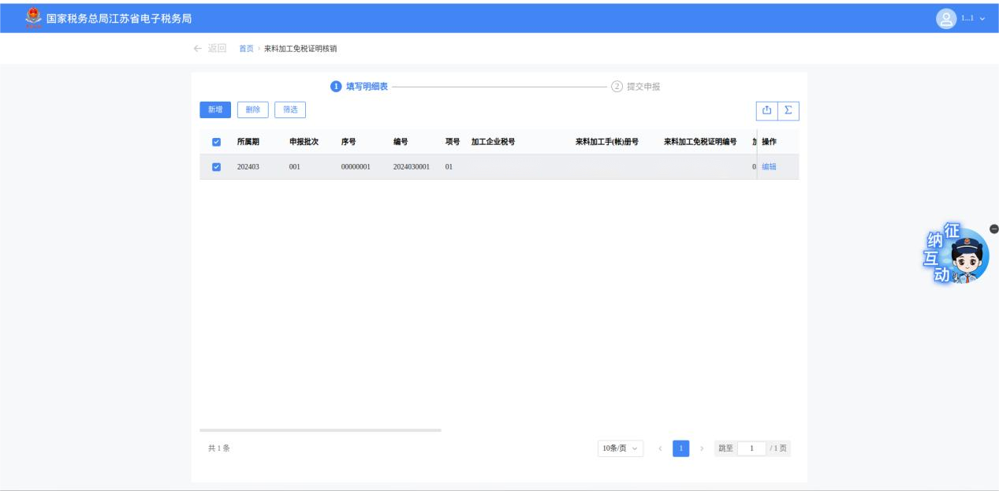 国家税务总局江苏省电子税务局
1...1
返回 首页 › 来料加工免税证明核销
1 填写明细表 2 提交申报
新增 删除 筛选
Σ
所属期 申报批次 序号 编号 项号 加工企业税号 来料加工手(帐)册号 来料加工免税证明编号 操作
202403 001 00000001 2024030001 01 0 编辑
征纳互动
共 1 条 10条/页 ‹ 1 › 跳至 1 / 1 页